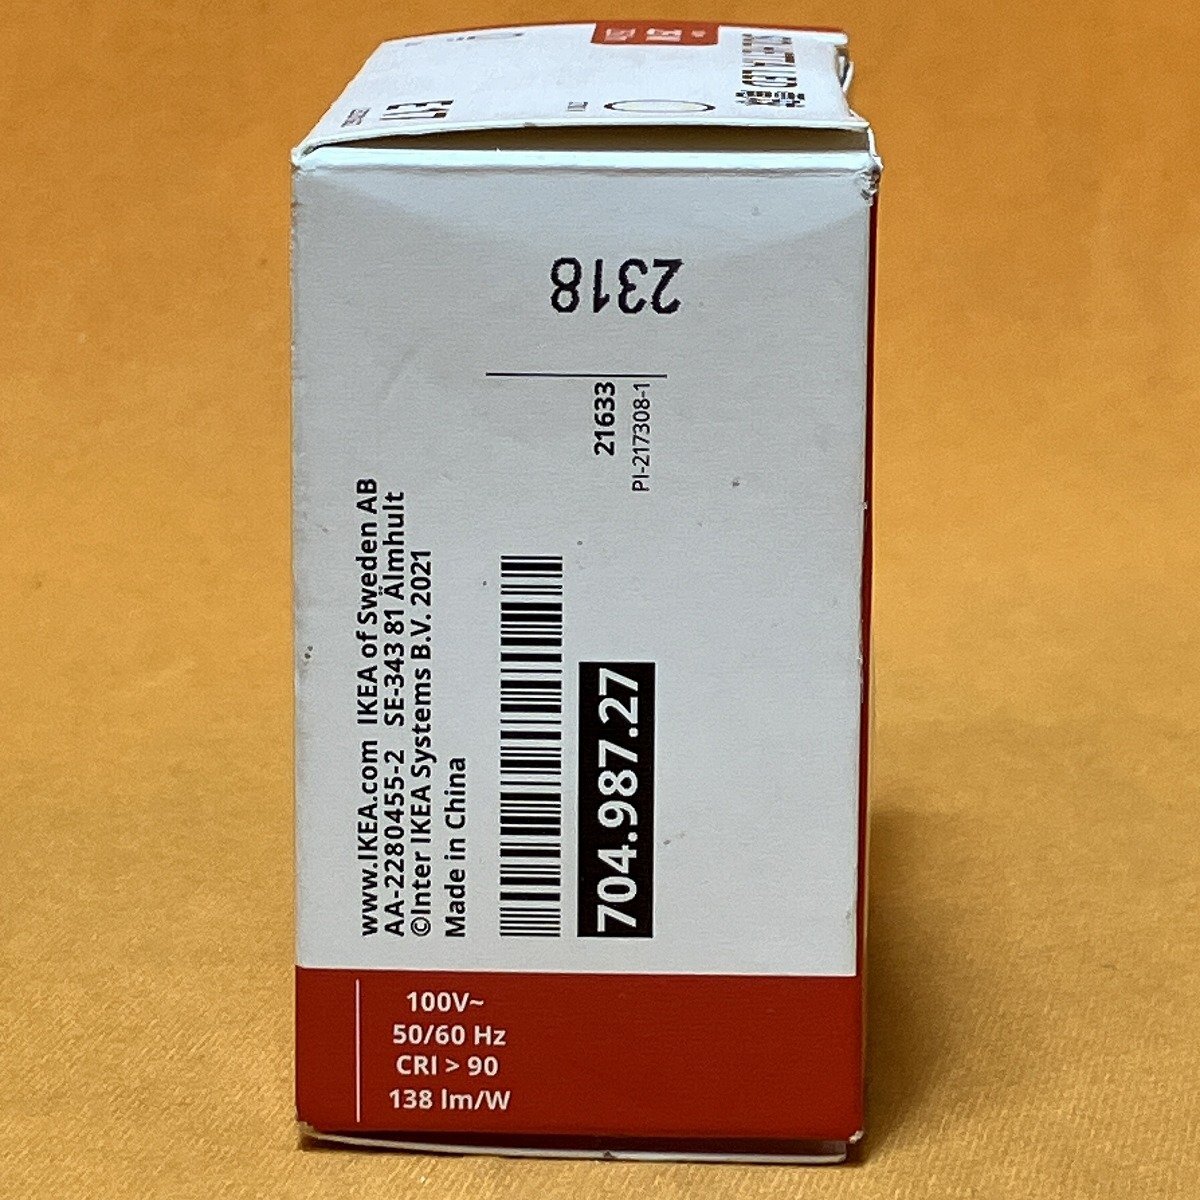 E17
2318
21633
PI-217308-1
www.IKEA.com IKEA of Sweden AB
AA-2280455-2 SE-343 81 Älmhult
©Inter IKEA Systems B.V. 2021
Made in China
704.987.27
100V~
50/60 Hz
CRI > 90
138 lm/W